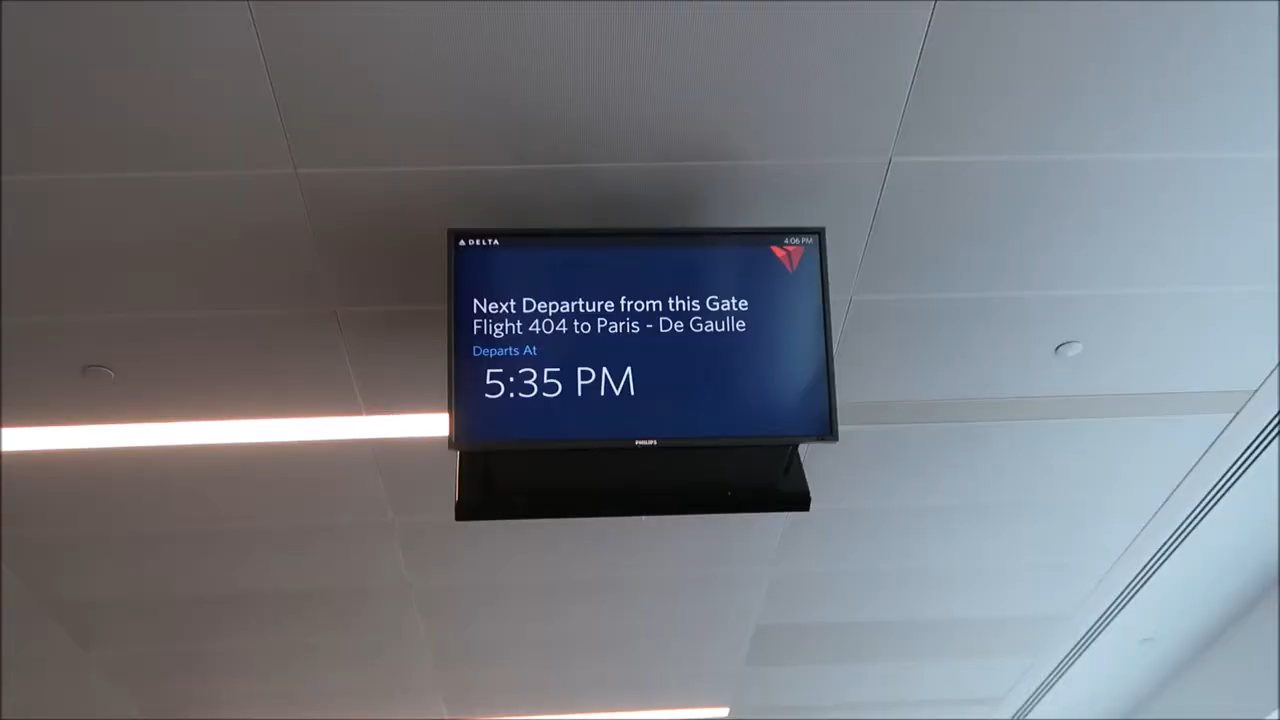 DELTA
4:06 PM
Next Departure from this Gate
Flight 404 to Paris - De Gaulle
Departs At
5:35 PM
PHILIPS